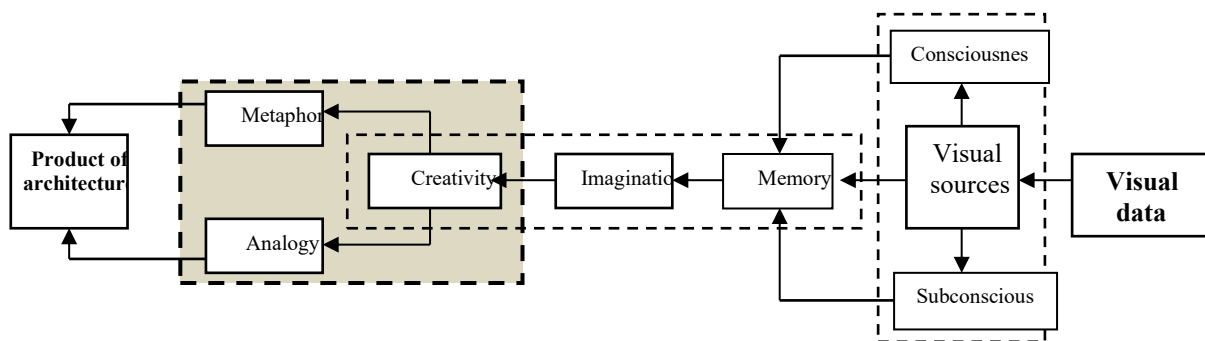 Consciousnes
Metaphor
Product of
architectur
Visual
sources
Creativity
Imaginatio
Memory
Visual
data
Analogy
Subconscious